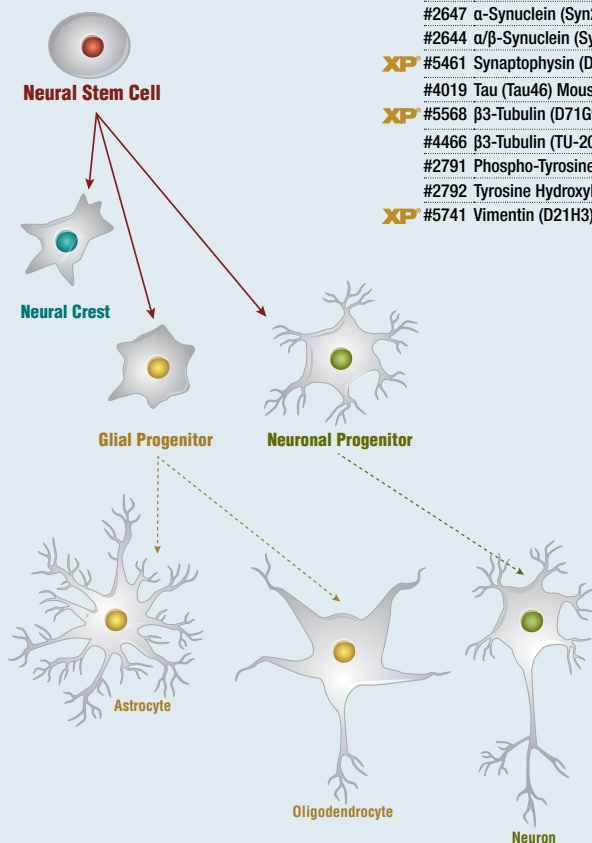 #2647 α-Synuclein
#2644 α/β-Synuclein
XP® #5461 Synaptophysin
#4019 Tau (Tau46)
XP® #5568 β3-Tubulin
#4466 β3-Tubulin
#2791 Phospho-Tyrosine
#2792 Tyrosine
XP® #5741 Vimentin (D21H3)
Neural Stem Cell
Neural Crest
Glial Progenitor
Neuronal Progenitor
Astrocyte
Oligodendrocyte
Neuron